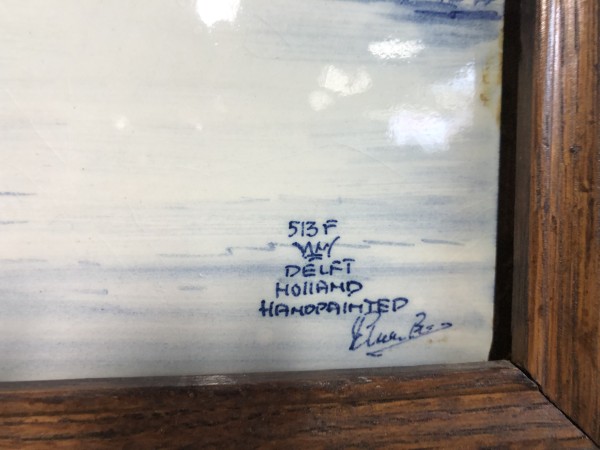 513F
DELFT
HOLLAND
HANDPAINTED